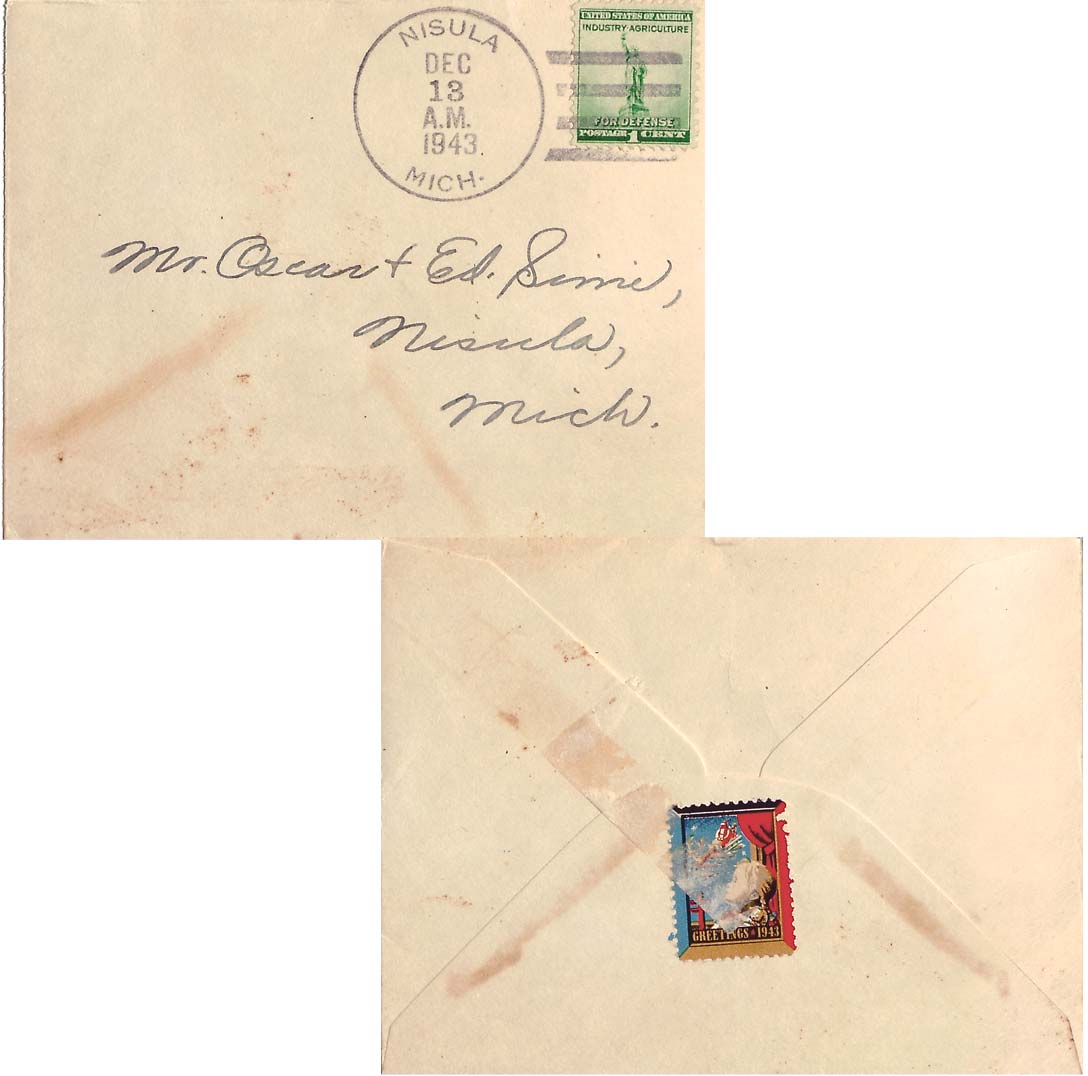 NISULA
DEC
13
A.M.
1943
MICH.
UNITED STATES OF AMERICA
INDUSTRY AGRICULTURE
FOR DEFENSE
POSTAGE 1 CENT
Mr. Oscar + Ed. Simi,
Nisula,
Mich.
GREETINGS 1943